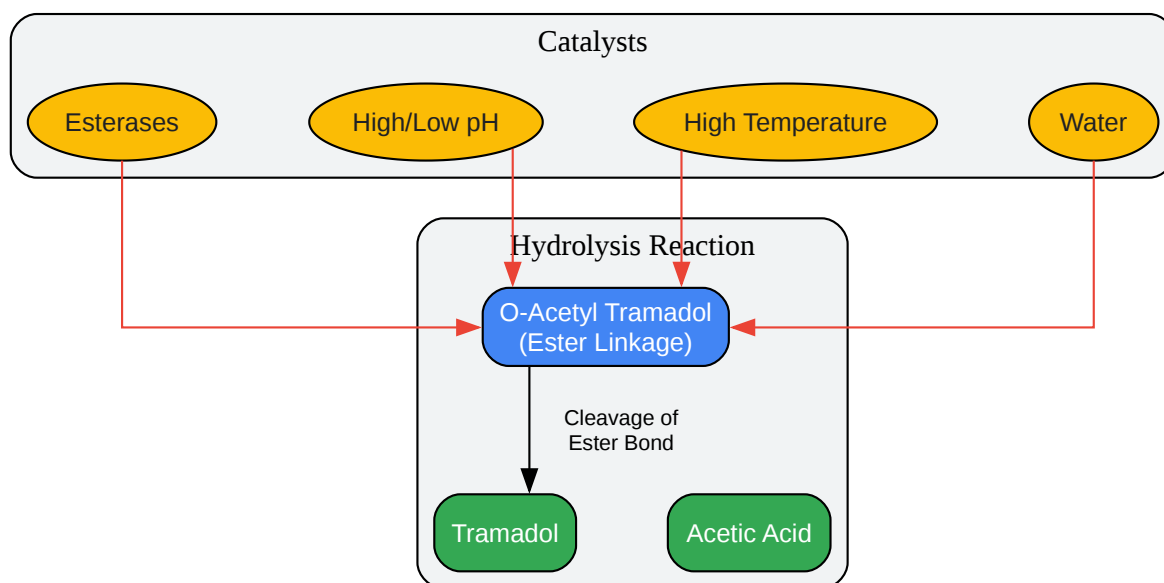 Catalysts
Esterases
High/Low pH
High Temperature
Water
Hydrolysis Reaction
O-Acetyl Tramadol
(Ester Linkage)
Cleavage of
Ester Bond
Tramadol
Acetic Acid